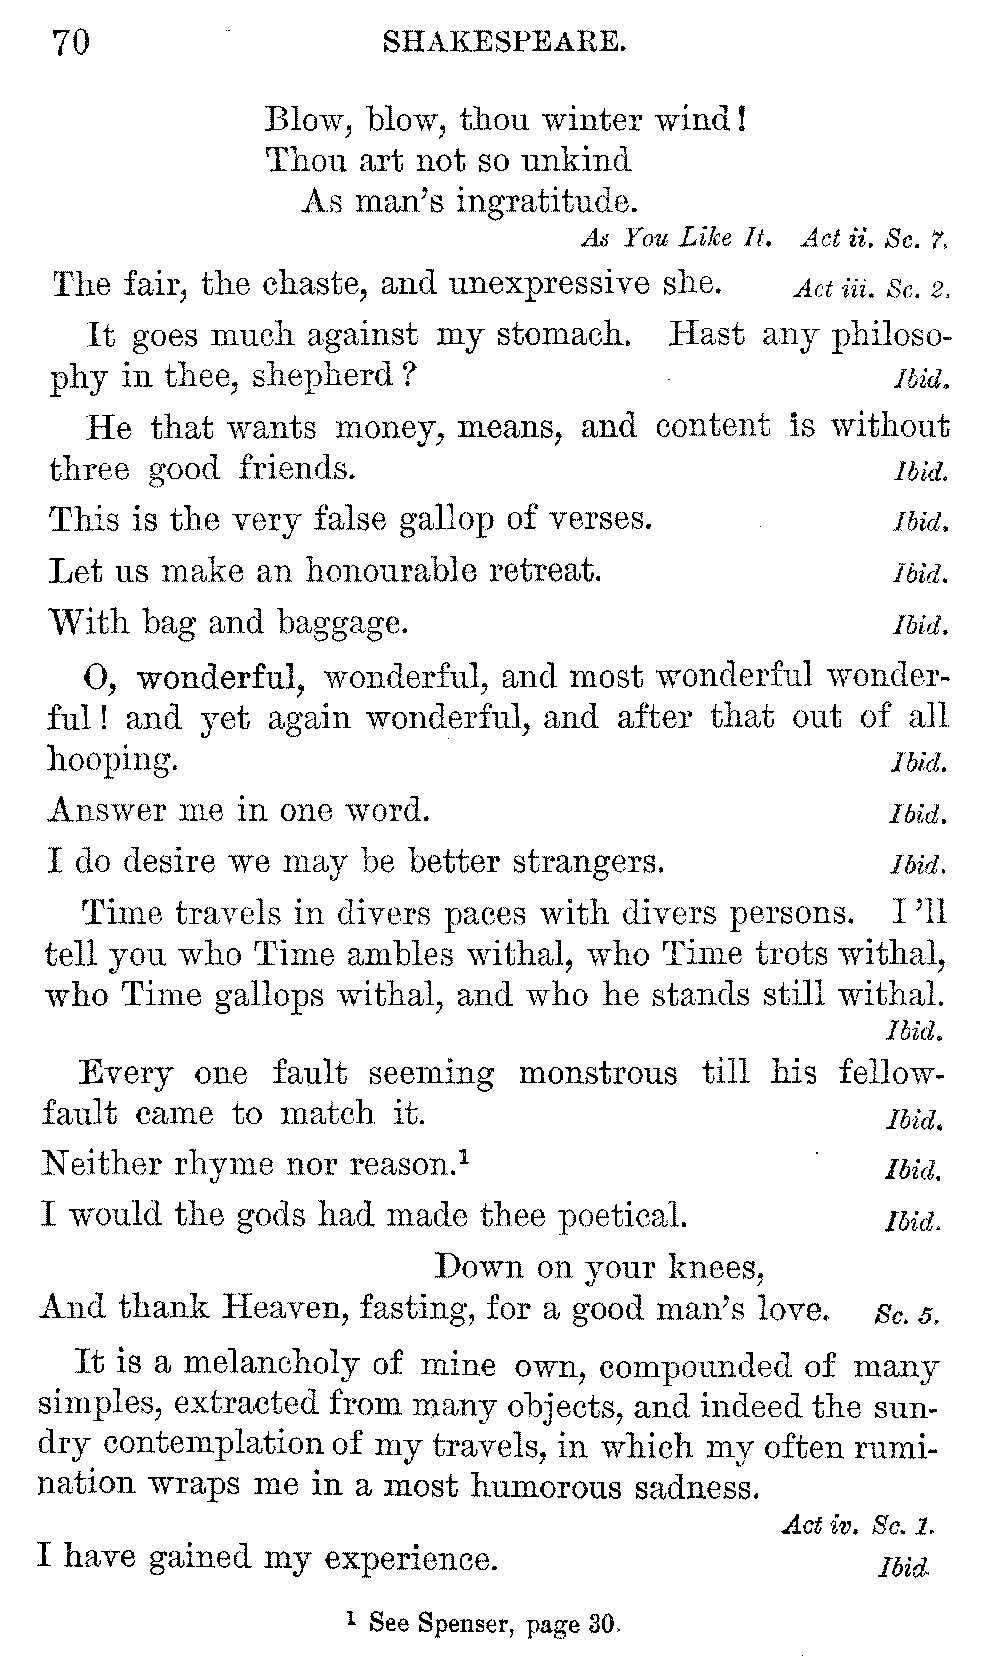 70 SHAKESPEARE.
Blow, blow, thou winter wind!
Thou art not so unkind
As man's ingratitude.
As You Like It. Act ii. Sc. 7.
The fair, the chaste, and unexpressive she. Act iii. Sc. 2.
It goes much against my stomach. Hast any philoso-
phy in thee, shepherd? Ibid.
He that wants money, means, and content is without
three good friends. Ibid.
This is the very false gallop of verses. Ibid.
Let us make an honourable retreat. Ibid.
With bag and baggage. Ibid.
O, wonderful, wonderful, and most wonderful wonder-
ful! and yet again wonderful, and after that out of all
hooping. Ibid.
Answer me in one word. Ibid.
I do desire we may be better strangers. Ibid.
Time travels in divers paces with divers persons. I'll
tell you who Time ambles withal, who Time trots withal,
who Time gallops withal, and who he stands still withal.
Ibid.
Every one fault seeming monstrous till his fellow-
fault came to match it. Ibid.
Neither rhyme nor reason.¹ Ibid.
I would the gods had made thee poetical. Ibid.
Down on your knees,
And thank Heaven, fasting, for a good man's love. Sc. 5.
It is a melancholy of mine own, compounded of many
simples, extracted from many objects, and indeed the sun-
dry contemplation of my travels, in which my often rumi-
nation wraps me in a most humorous sadness.
Act iv. Sc. 1.
I have gained my experience. Ibid.
¹ See Spenser, page 30.